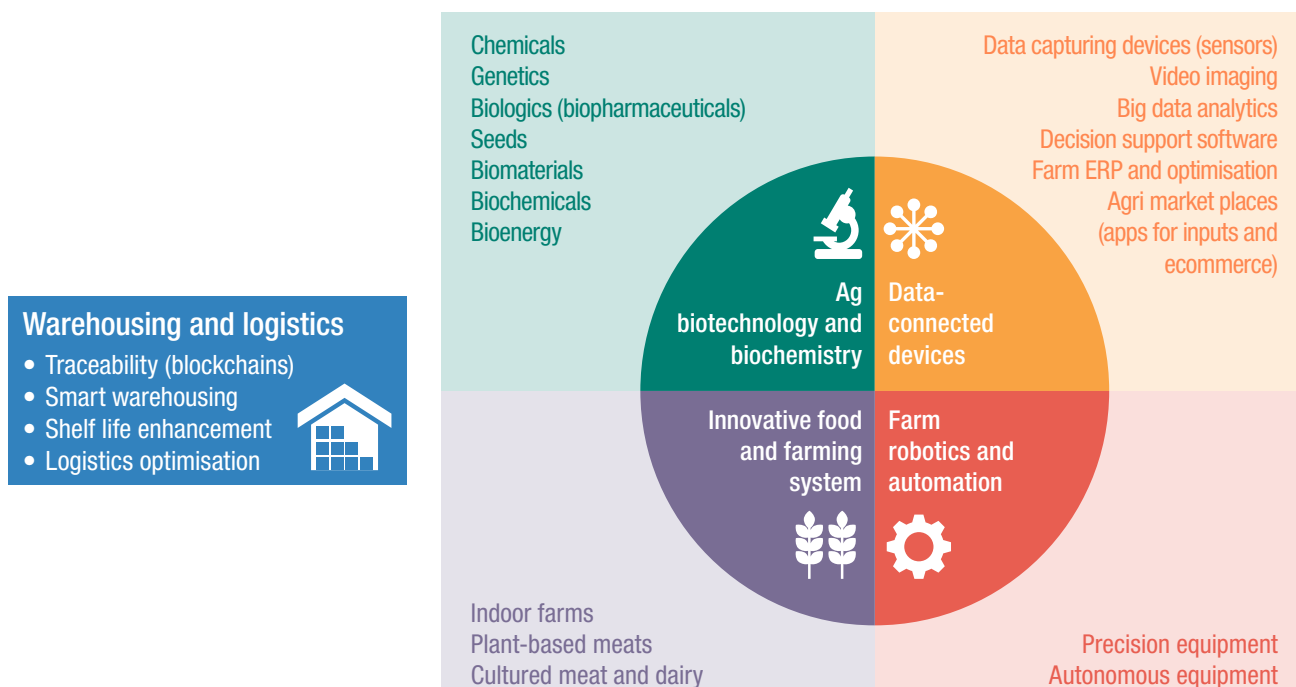 Warehousing and logistics
• Traceability (blockchains)
• Smart warehousing
• Shelf life enhancement
• Logistics optimisation
Chemicals
Genetics
Biologics (biopharmaceuticals)
Seeds
Biomaterials
Biochemicals
Bioenergy
Data capturing devices (sensors)
Video imaging
Big data analytics
Decision support software
Farm ERP and optimisation
Agri market places
(apps for inputs and
ecommerce)
Ag
biotechnology and
biochemistry
Data-
connected
devices
Innovative food
and farming
system
Farm
robotics and
automation
Indoor farms
Plant-based meats
Cultured meat and dairy
Precision equipment
Autonomous equipment